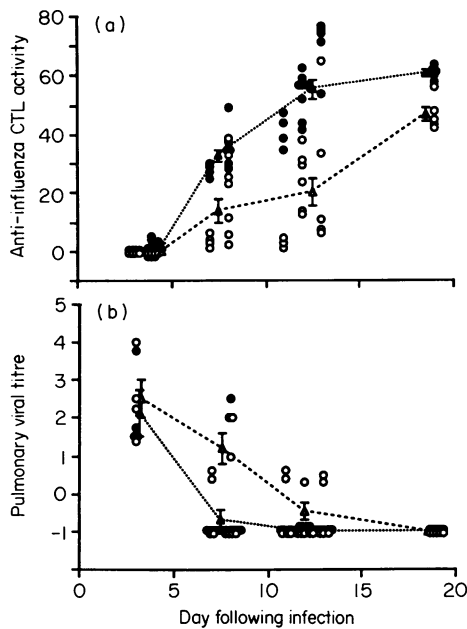 (a)
Anti-influenza CTL activity
80
60
40
20
0
(b)
Pulmonary viral titre
5
4
3
2
1
0
-1
0 5 10 15 20
Day following infection